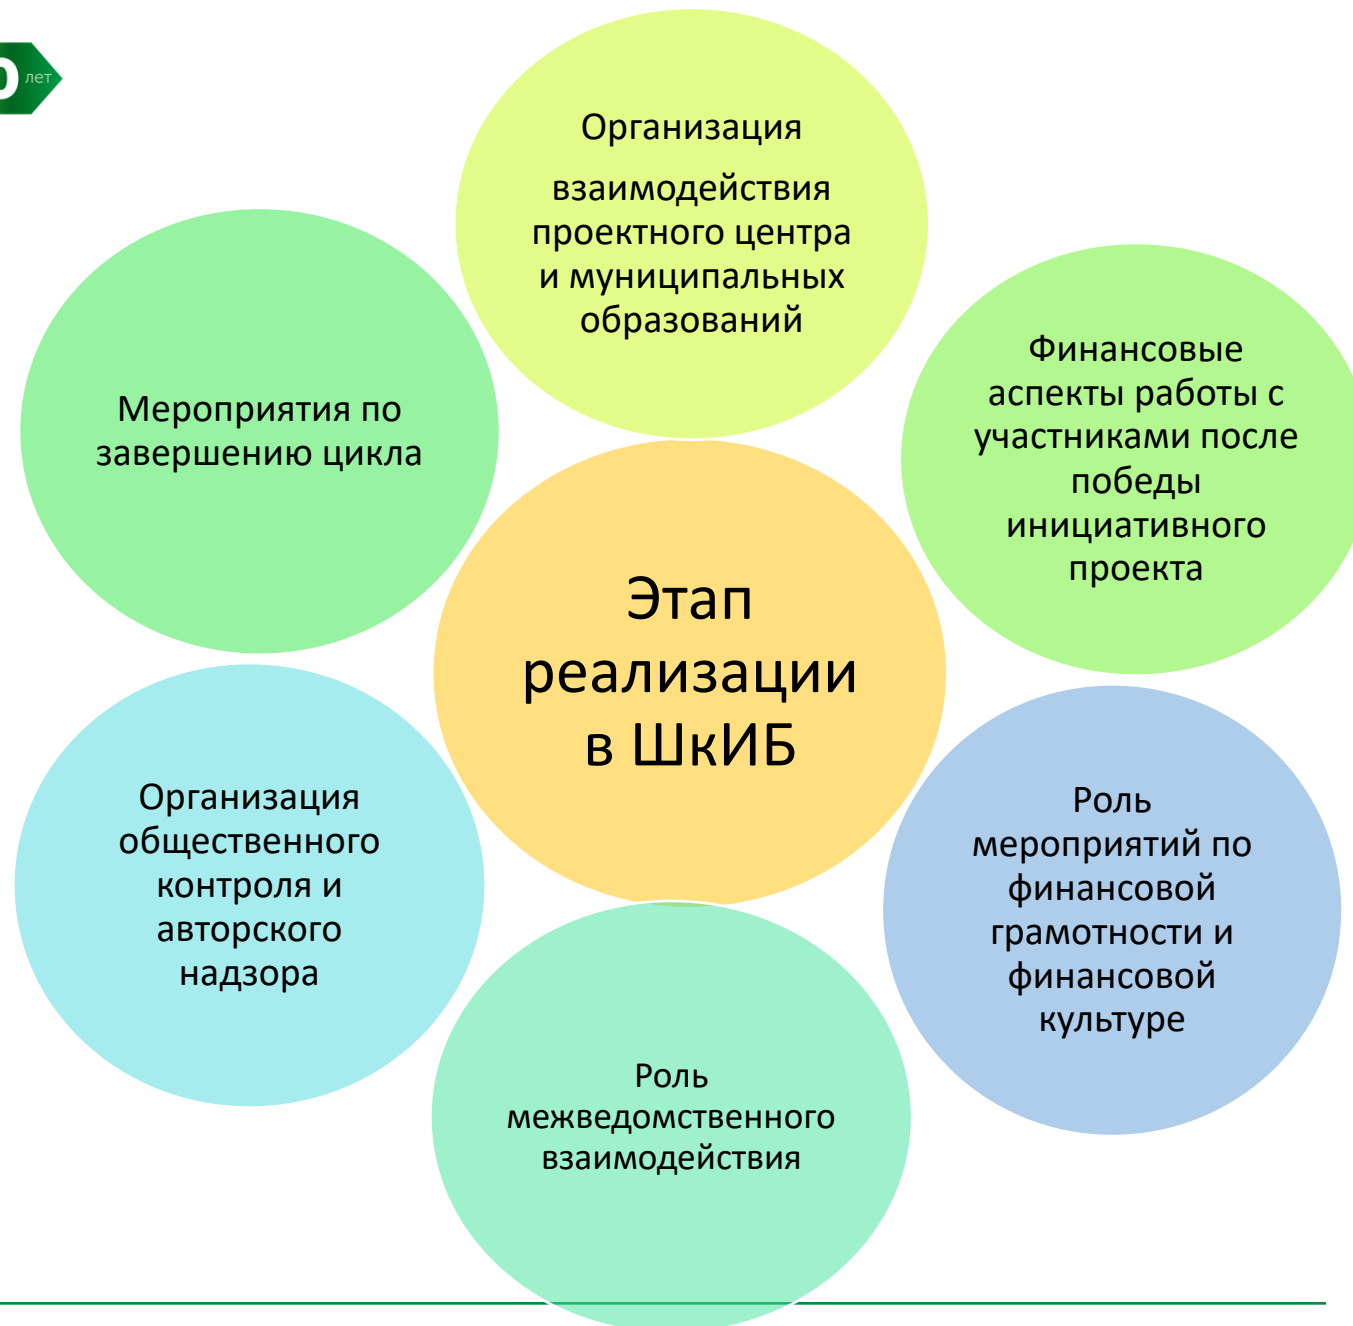 лет
Организация
взаимодействия
проектного центра
и муниципальных
образований
Финансовые
аспекты работы с
участниками после
победы
инициативного
проекта
Мероприятия по
завершению цикла
Этап
реализации
в ШкИБ
Организация
общественного
контроля и
авторского
надзора
Роль
мероприятий по
финансовой
грамотности и
финансовой
культуре
Роль
межведомственного
взаимодействия